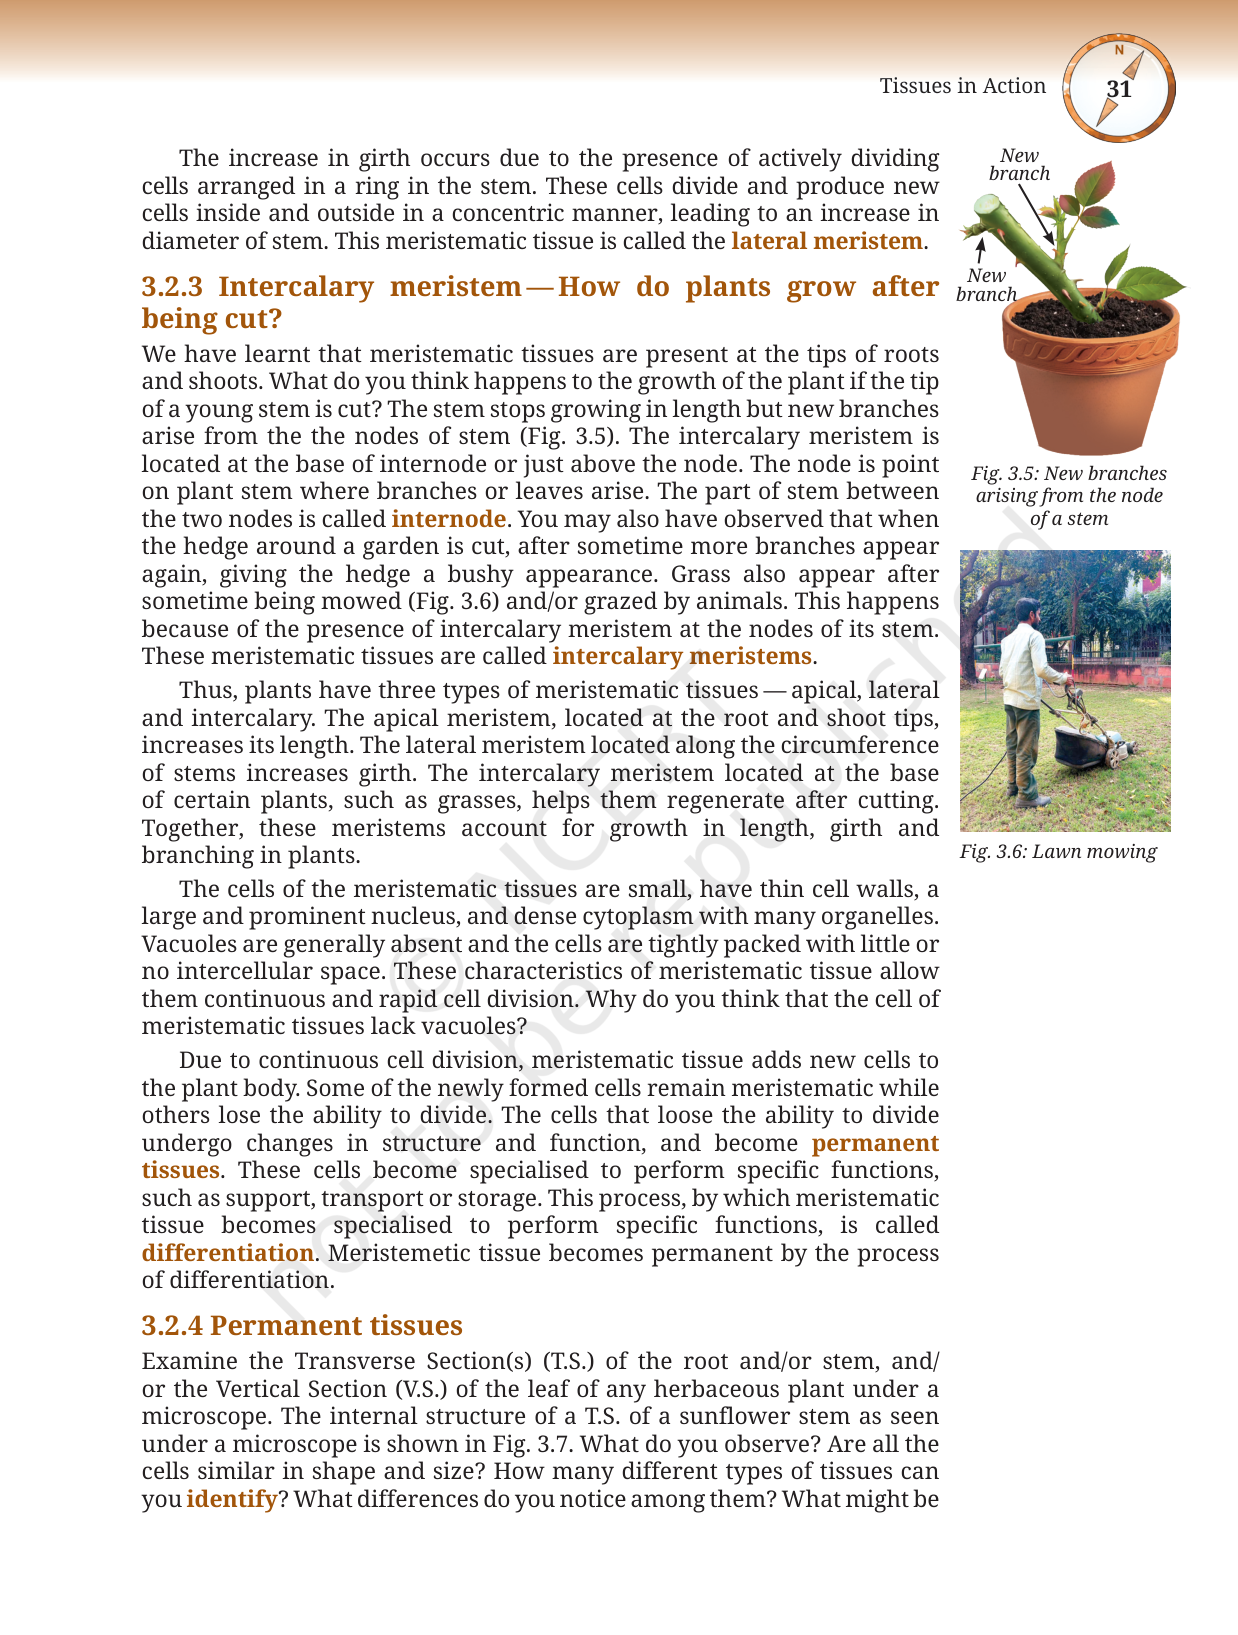 Tissues in Action
31
N
The increase in girth occurs due to the presence of actively dividing
cells arranged in a ring in the stem. These cells divide and produce new
cells inside and outside in a concentric manner, leading to an increase in
diameter of stem. This meristematic tissue is called the lateral meristem.
3.2.3 Intercalary meristem — How do plants grow after
being cut?
We have learnt that meristematic tissues are present at the tips of roots
and shoots. What do you think happens to the growth of the plant if the tip
of a young stem is cut? The stem stops growing in length but new branches
arise from the the nodes of stem (Fig. 3.5). The intercalary meristem is
located at the base of internode or just above the node. The node is point
on plant stem where branches or leaves arise. The part of stem between
the two nodes is called internode. You may also have observed that when
the hedge around a garden is cut, after sometime more branches appear
again, giving the hedge a bushy appearance. Grass also appear after
sometime being mowed (Fig. 3.6) and/or grazed by animals. This happens
because of the presence of intercalary meristem at the nodes of its stem.
These meristematic tissues are called intercalary meristems.
Thus, plants have three types of meristematic tissues — apical, lateral
and intercalary. The apical meristem, located at the root and shoot tips,
increases its length. The lateral meristem located along the circumference
of stems increases girth. The intercalary meristem located at the base
of certain plants, such as grasses, helps them regenerate after cutting.
Together, these meristems account for growth in length, girth and
branching in plants.
The cells of the meristematic tissues are small, have thin cell walls, a
large and prominent nucleus, and dense cytoplasm with many organelles.
Vacuoles are generally absent and the cells are tightly packed with little or
no intercellular space. These characteristics of meristematic tissue allow
them continuous and rapid cell division. Why do you think that the cell of
meristematic tissues lack vacuoles?
Due to continuous cell division, meristematic tissue adds new cells to
the plant body. Some of the newly formed cells remain meristematic while
others lose the ability to divide. The cells that loose the ability to divide
undergo changes in structure and function, and become permanent
tissues. These cells become specialised to perform specific functions,
such as support, transport or storage. This process, by which meristematic
tissue becomes specialised to perform specific functions, is called
differentiation. Meristemetic tissue becomes permanent by the process
of differentiation.
3.2.4 Permanent tissues
Examine the Transverse Section(s) (T.S.) of the root and/or stem, and/
or the Vertical Section (V.S.) of the leaf of any herbaceous plant under a
microscope. The internal structure of a T.S. of a sunflower stem as seen
under a microscope is shown in Fig. 3.7. What do you observe? Are all the
cells similar in shape and size? How many different types of tissues can
you identify? What differences do you notice among them? What might be
New
branch
New
branch
Fig. 3.5: New branches
arising from the node
of a stem
Fig. 3.6: Lawn mowing
© NCERT
not to be republished